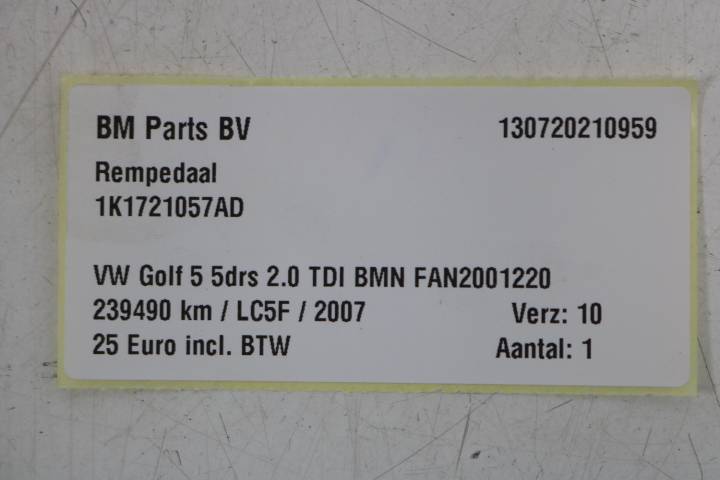 BM Parts BV 130720210959
Rempedaal
1K1721057AD
VW Golf 5 5drs 2.0 TDI BMN FAN2001220
239490 km / LC5F / 2007 Verz: 10
25 Euro incl. BTW Aantal: 1